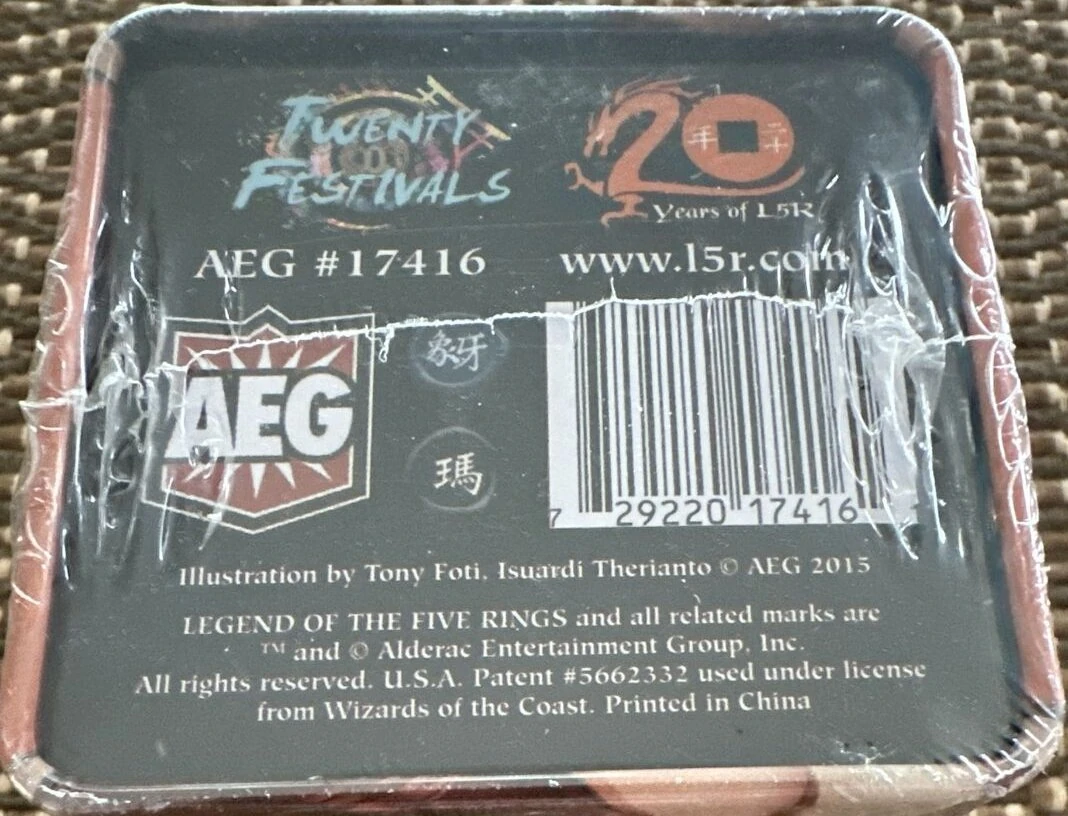 TWENTY
FESTIVALS
20
年
二十
Years of L5R
AEG #17416
www.l5r.com
AEG
象牙
瑪
7 29220 17416
Illustration by Tony Foti, Isuardi Therianto © AEG 2015
LEGEND OF THE FIVE RINGS and all related marks are
™ and © Alderac Entertainment Group, Inc.
All rights reserved. U.S.A. Patent #5662332 used under license
from Wizards of the Coast. Printed in China